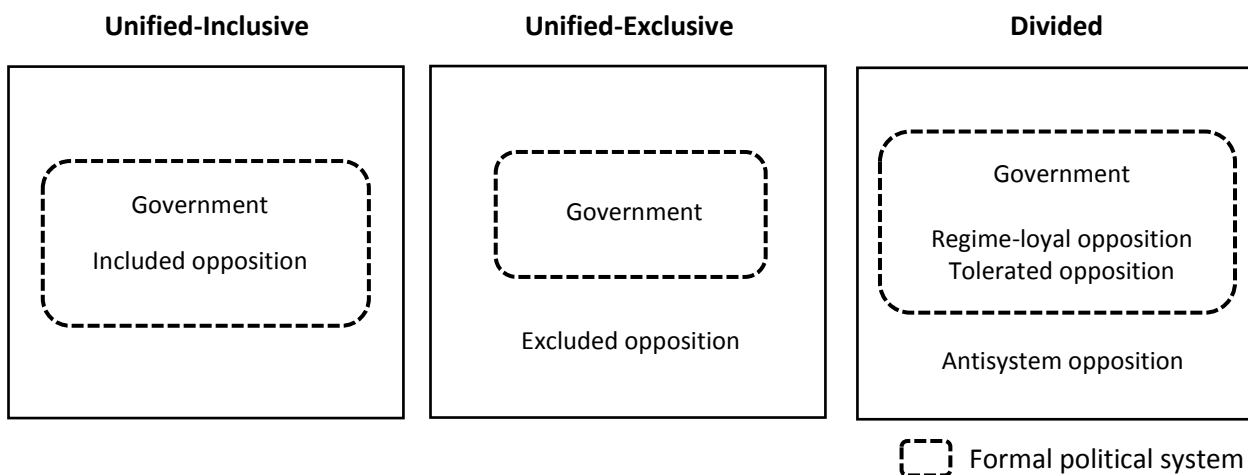 Unified-Inclusive
Unified-Exclusive
Divided
Government
Included opposition
Government
Excluded opposition
Government
Regime-loyal opposition
Tolerated opposition
Antisystem opposition
Formal political system